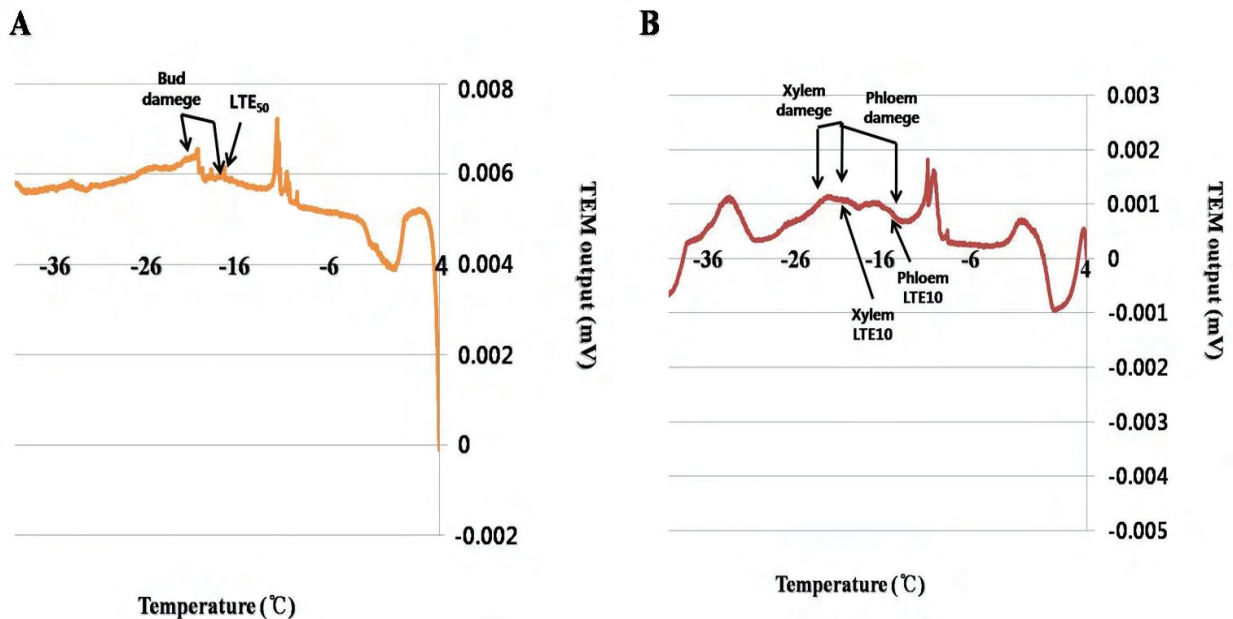 A
Bud
damege
LTE50
0.008
0.006
0.004
0.002
0
-0.002
-36
-26
-16
-6
4
TEM output (mV)
Temperature (℃)
B
Xylem
damege
Phloem
damege
0.003
0.002
0.001
0
-0.001
-0.002
-0.003
-0.004
-0.005
-36
-26
-16
-6
4
Phloem
LTE10
Xylem
LTE10
TEM output (mV)
Temperature (℃)